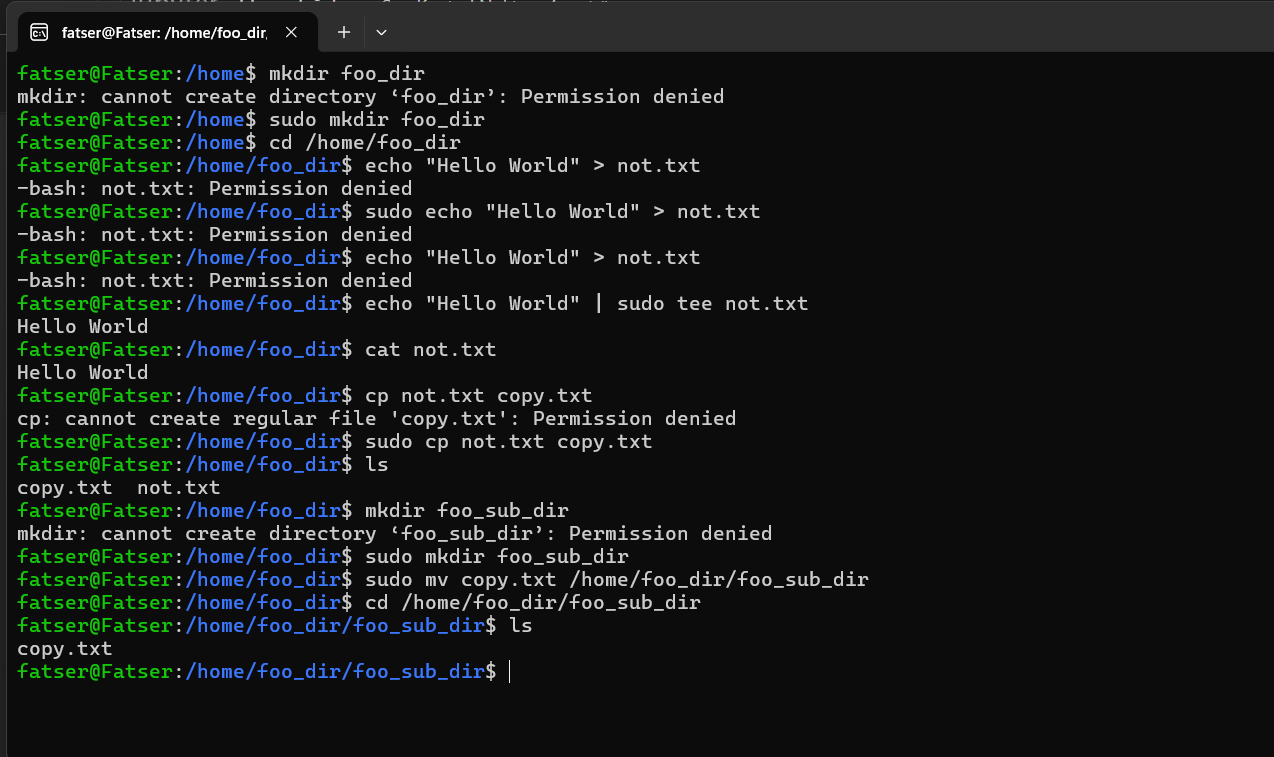 fatser@Fatser: /home/foo_dir,
fatser@Fatser:/home$ mkdir foo_dir
mkdir: cannot create directory ‘foo_dir’: Permission denied
fatser@Fatser:/home$ sudo mkdir foo_dir
fatser@Fatser:/home$ cd /home/foo_dir
fatser@Fatser:/home/foo_dir$ echo "Hello World" > not.txt
-bash: not.txt: Permission denied
fatser@Fatser:/home/foo_dir$ sudo echo "Hello World" > not.txt
-bash: not.txt: Permission denied
fatser@Fatser:/home/foo_dir$ echo "Hello World" > not.txt
-bash: not.txt: Permission denied
fatser@Fatser:/home/foo_dir$ echo "Hello World" | sudo tee not.txt
Hello World
fatser@Fatser:/home/foo_dir$ cat not.txt
Hello World
fatser@Fatser:/home/foo_dir$ cp not.txt copy.txt
cp: cannot create regular file 'copy.txt': Permission denied
fatser@Fatser:/home/foo_dir$ sudo cp not.txt copy.txt
fatser@Fatser:/home/foo_dir$ ls
copy.txt  not.txt
fatser@Fatser:/home/foo_dir$ mkdir foo_sub_dir
mkdir: cannot create directory ‘foo_sub_dir’: Permission denied
fatser@Fatser:/home/foo_dir$ sudo mkdir foo_sub_dir
fatser@Fatser:/home/foo_dir$ sudo mv copy.txt /home/foo_dir/foo_sub_dir
fatser@Fatser:/home/foo_dir$ cd /home/foo_dir/foo_sub_dir
fatser@Fatser:/home/foo_dir/foo_sub_dir$ ls
copy.txt
fatser@Fatser:/home/foo_dir/foo_sub_dir$